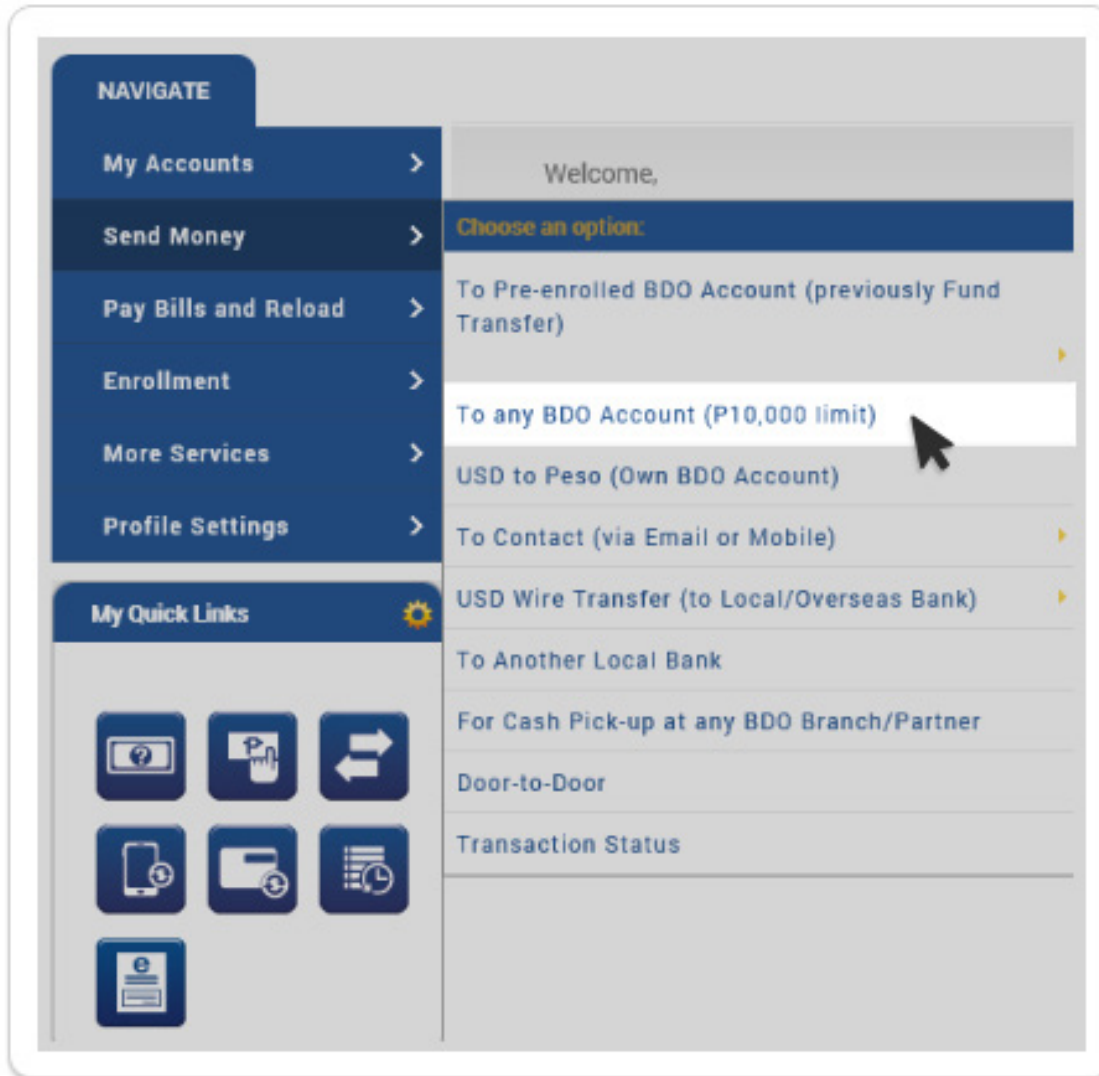 NAVIGATE
My Accounts
Send Money
Pay Bills and Reload
Enrollment
More Services
Profile Settings
My Quick Links
Welcome,
Choose an option:
To Pre-enrolled BDO Account (previously Fund
Transfer)
To any BDO Account (P10,000 limit)
USD to Peso (Own BDO Account)
To Contact (via Email or Mobile)
USD Wire Transfer (to Local/Overseas Bank)
To Another Local Bank
For Cash Pick-up at any BDO Branch/Partner
Door-to-Door
Transaction Status